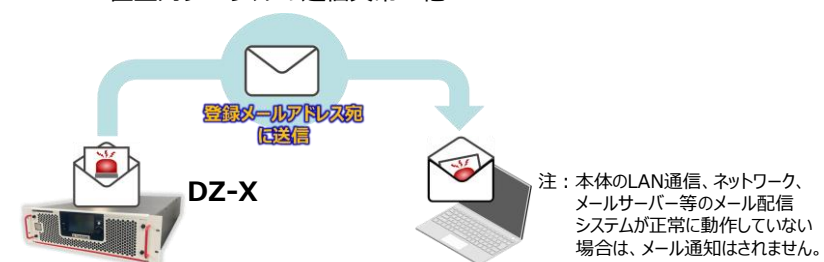 登録メールアドレス宛
に送信
DZ-X
注：本体のLAN通信、ネットワーク、
メールサーバー等のメール配信
システムが正常に動作していない
場合は、メール通知はされません。